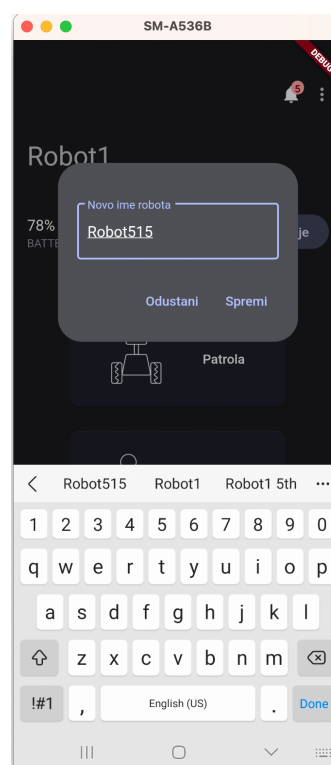 SM-A536B
DEBUG
5
Robot1
Novo ime robota
Robot515
78%
BATTE
je
Odustani Spremi
Patrola
Robot515 Robot1 Robot1 5th
1 2 3 4 5 6 7 8 9 0
q w e r t y u i o p
a s d f g h j k l
z x c v b n m
!#1 , English (US) . Done